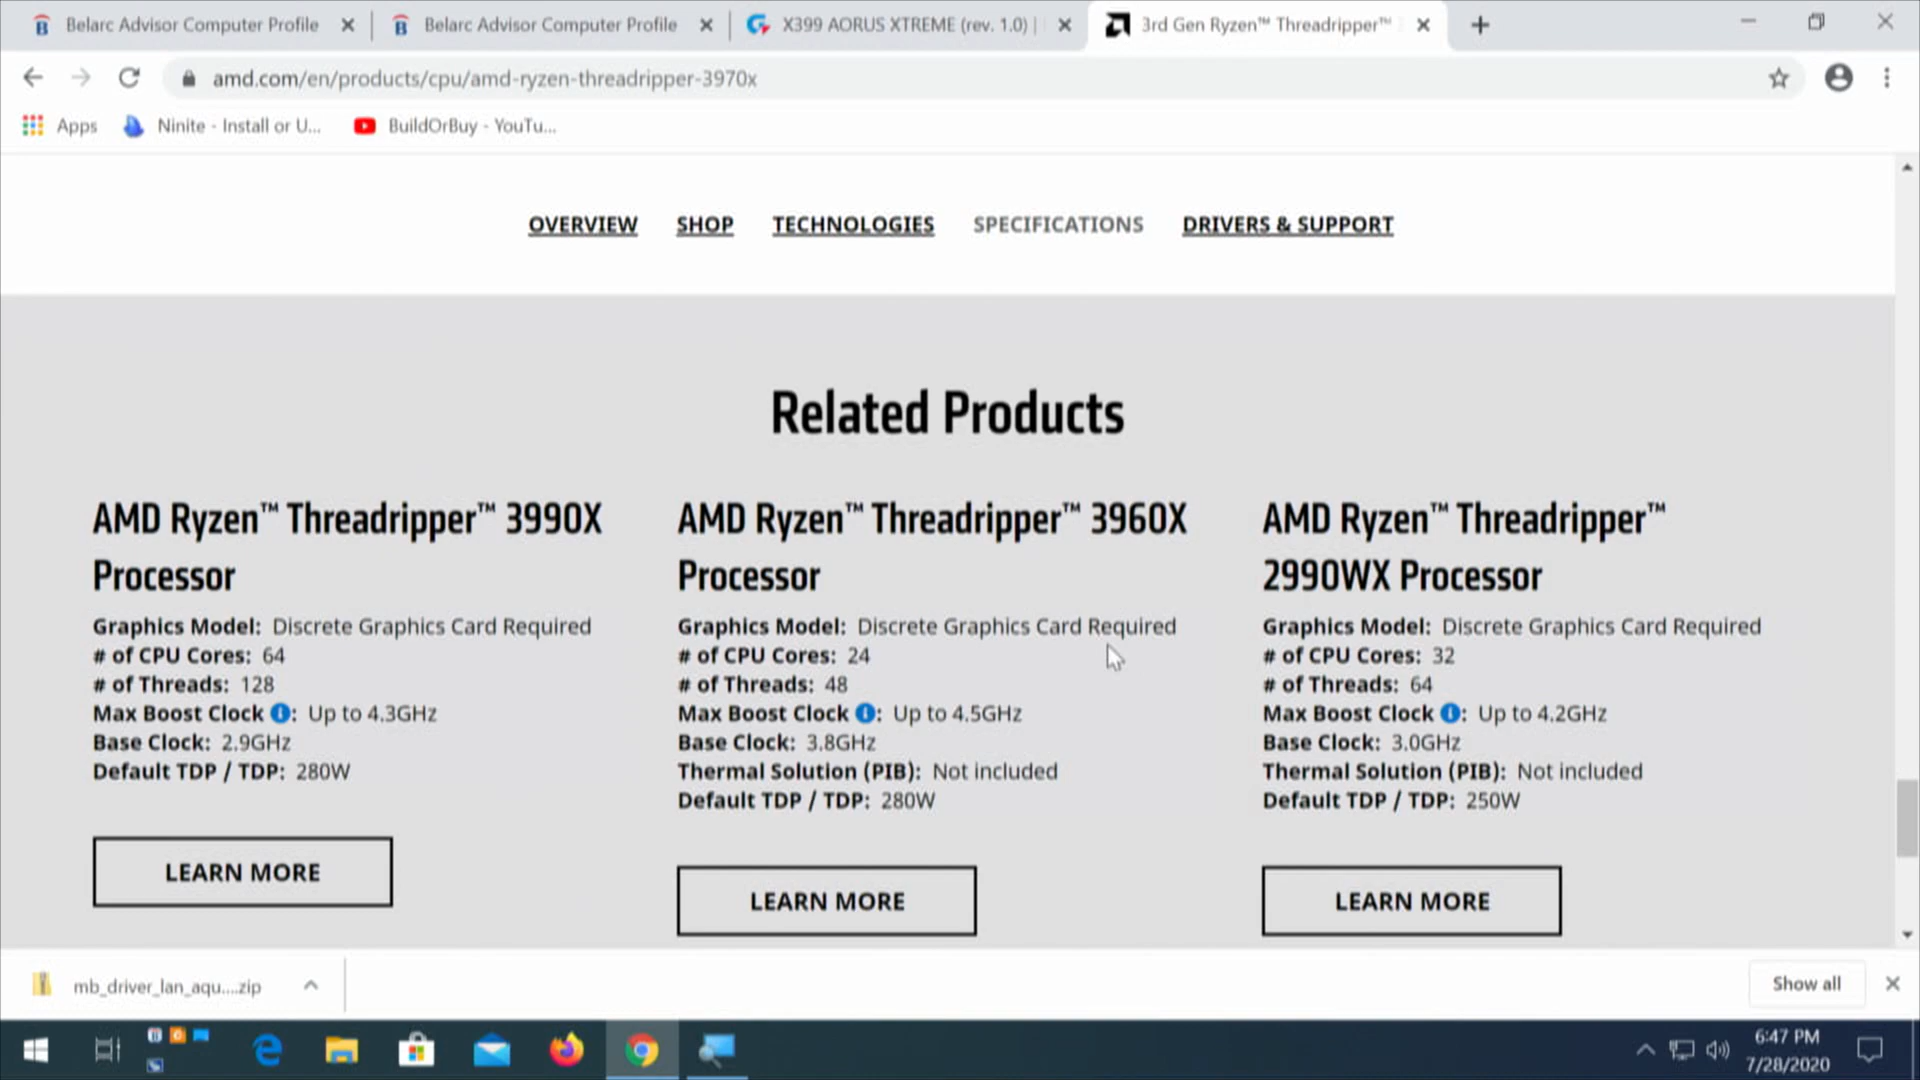 Belarc Advisor Computer Profile
Belarc Advisor Computer Profile
X399 AORUS XTREME (rev. 1.0) |
3rd Gen Ryzen™ Threadripper™
amd.com/en/products/cpu/amd-ryzen-threadripper-3970x
Apps
Ninite - Install or U...
BuildOrBuy - YouTu...
OVERVIEW
SHOP
TECHNOLOGIES
SPECIFICATIONS
DRIVERS & SUPPORT
Related Products
AMD Ryzen™ Threadripper™ 3990X
Processor
Graphics Model: Discrete Graphics Card Required
# of CPU Cores: 64
# of Threads: 128
Max Boost Clock i: Up to 4.3GHz
Base Clock: 2.9GHz
Default TDP / TDP: 280W
LEARN MORE
AMD Ryzen™ Threadripper™ 3960X
Processor
Graphics Model: Discrete Graphics Card Required
# of CPU Cores: 24
# of Threads: 48
Max Boost Clock i: Up to 4.5GHz
Base Clock: 3.8GHz
Thermal Solution (PIB): Not included
Default TDP / TDP: 280W
LEARN MORE
AMD Ryzen™ Threadripper™
2990WX Processor
Graphics Model: Discrete Graphics Card Required
# of CPU Cores: 32
# of Threads: 64
Max Boost Clock i: Up to 4.2GHz
Base Clock: 3.0GHz
Thermal Solution (PIB): Not included
Default TDP / TDP: 250W
LEARN MORE
mb_driver_lan_aqu....zip
Show all
6:47 PM
7/28/2020